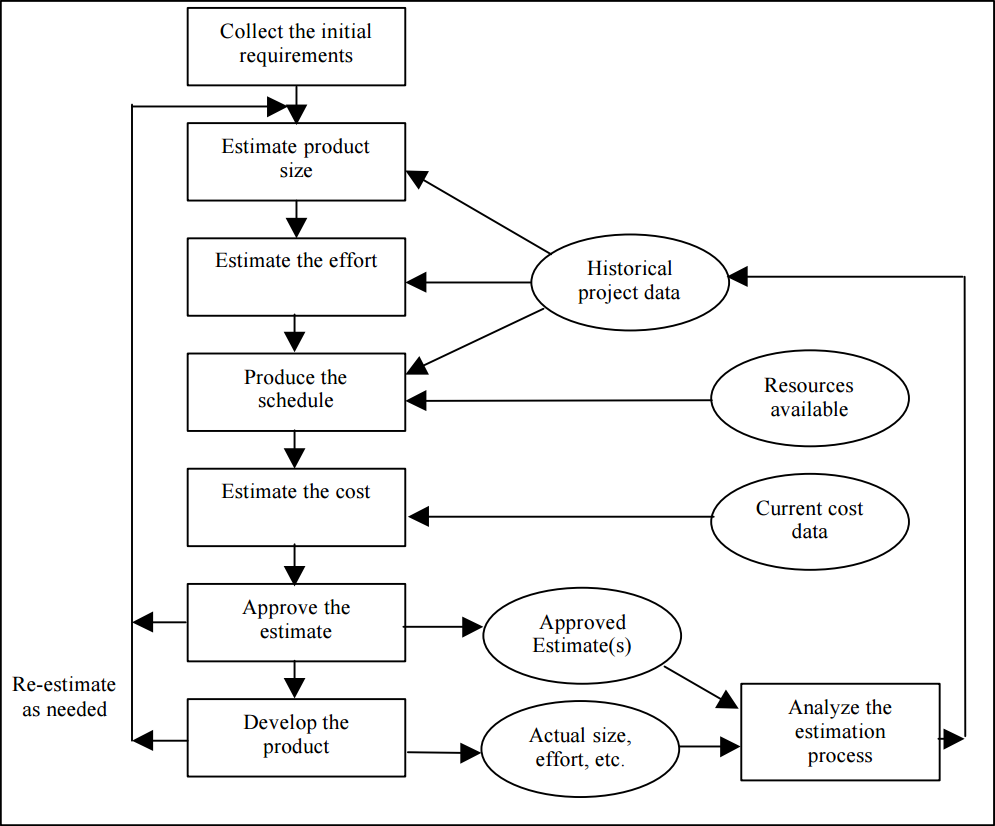 Collect the initial
requirements
Estimate product
size
Estimate the effort
Historical
project data
Produce the
schedule
Resources
available
Estimate the cost
Current cost
data
Approve the
estimate
Approved
Estimate(s)
Re-estimate
as needed
Develop the
product
Actual size,
effort, etc.
Analyze the
estimation
process